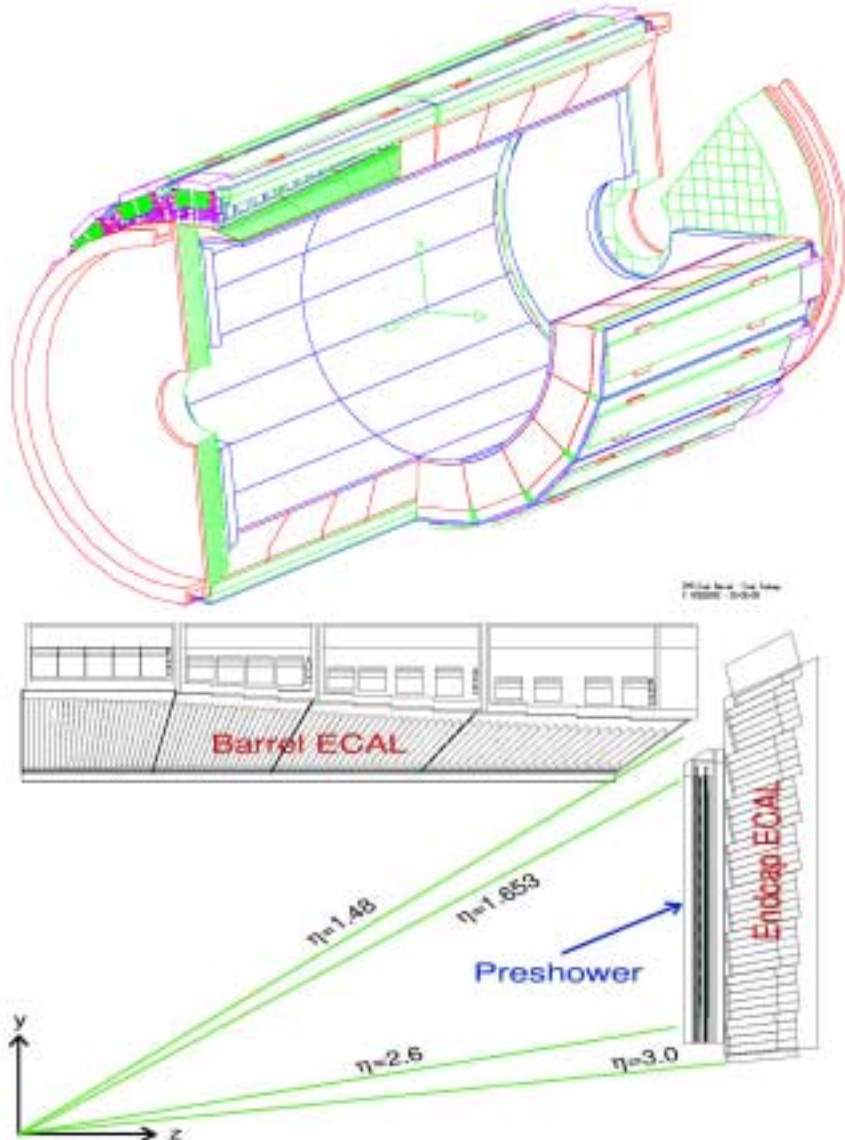 Barrel ECAL
Endcap ECAL
η=1.48
η=1.653
Preshower
y
η=2.6
η=3.0
z